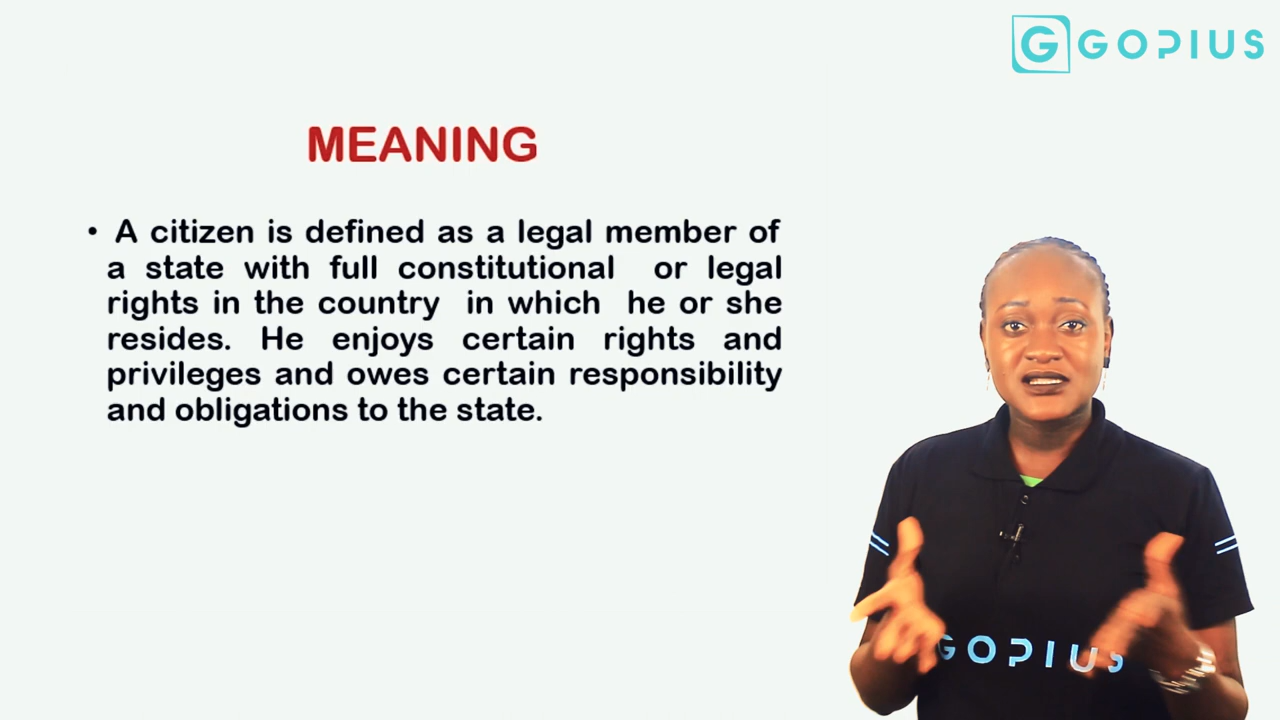 G GOPIUS
MEANING
• A citizen is defined as a legal member of
a state with full constitutional or legal
rights in the country in which he or she
resides. He enjoys certain rights and
privileges and owes certain responsibility
and obligations to the state.
GOPIUS